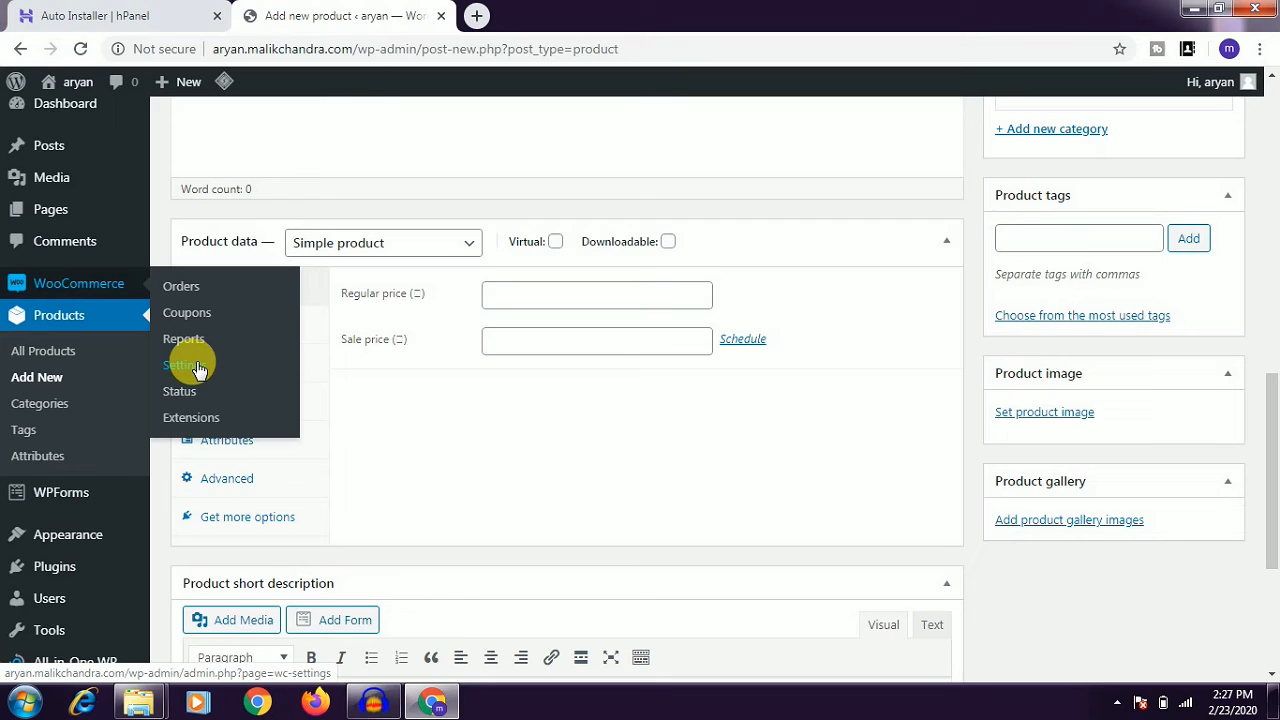 Auto Installer | hPanel
Add new product ‹ aryan — Wor
Not secure
aryan.malikchandra.com/wp-admin/post-new.php?post_type=product
aryan
0
New
Hi, aryan
Dashboard
Posts
Media
Pages
Comments
WooCommerce
Products
All Products
Add New
Categories
Tags
Attributes
WPForms
Appearance
Plugins
Users
Tools
All-in-One WP
Orders
Coupons
Reports
Settings
Status
Extensions
+ Add new category
Word count: 0
Product data —
Simple product
Virtual:
Downloadable:
Regular price
Sale price
Schedule
Attributes
Advanced
Get more options
Product tags
Add
Separate tags with commas
Choose from the most used tags
Product image
Set product image
Product gallery
Add product gallery images
Product short description
Add Media
Add Form
Visual
Text
Paragraph
B
I
aryan.malikchandra.com/wp-admin/admin.php?page=wc-settings
2:27 PM
2/23/2020